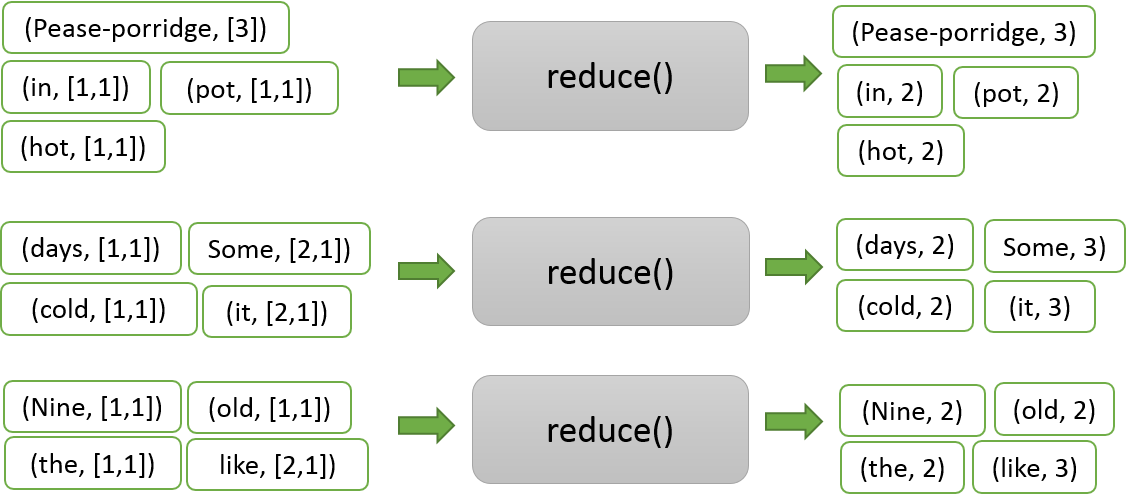 (Pease-porridge, [3])
(in, [1,1])
(pot, [1,1])
(hot, [1,1])
reduce()
(Pease-porridge, 3)
(in, 2)
(pot, 2)
(hot, 2)
(days, [1,1])
Some, [2,1])
(cold, [1,1])
(it, [2,1])
reduce()
(days, 2)
Some, 3)
(cold, 2)
(it, 3)
(Nine, [1,1])
(old, [1,1])
(the, [1,1])
like, [2,1])
reduce()
(Nine, 2)
(old, 2)
(the, 2)
(like, 3)